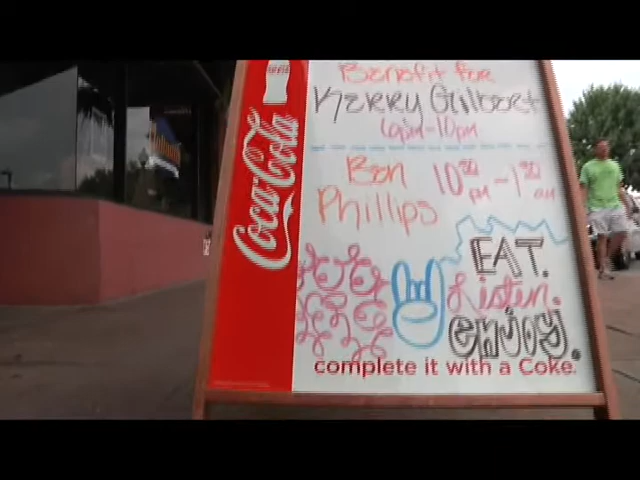 Coca-Cola
Benefit for
Kerry Gilbert
6pm-10pm
Ben
Phillips
10 30 pm - 1 30 am
EAT.
Listen.
enjoy.
complete it with a Coke.